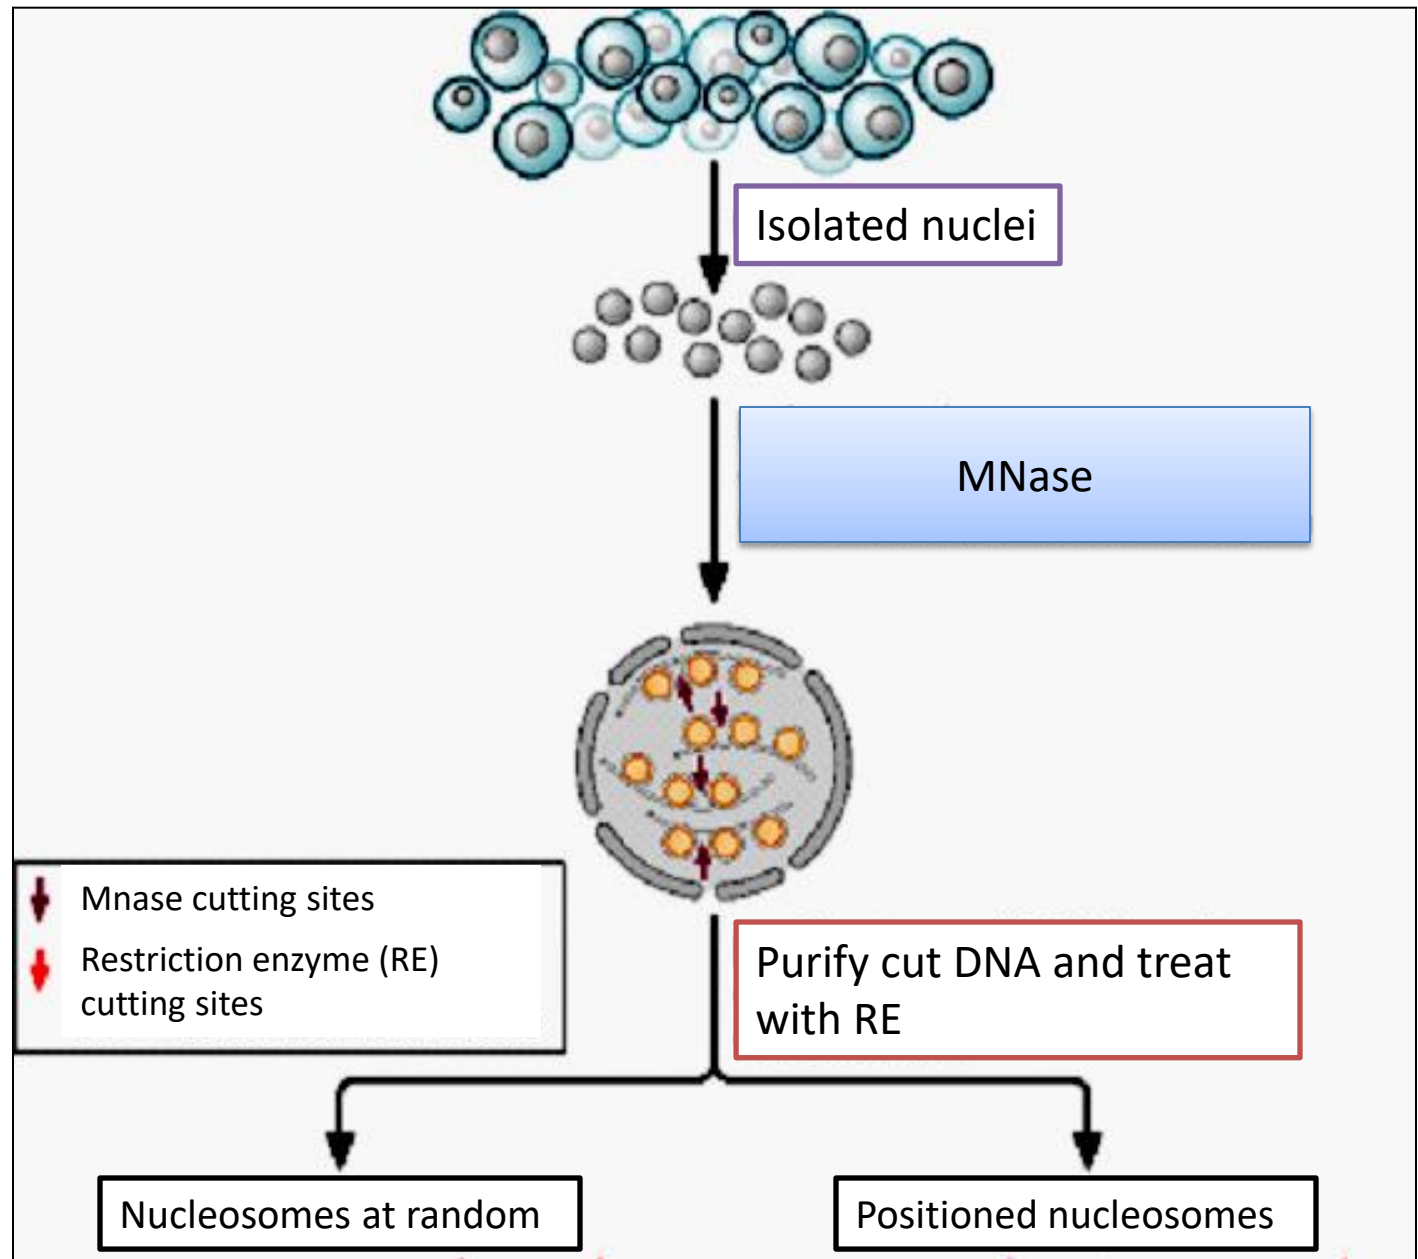 Isolated nuclei
MNase
Mnase cutting sites
Restriction enzyme (RE)
cutting sites
Purify cut DNA and treat
with RE
Nucleosomes at random
Positioned nucleosomes